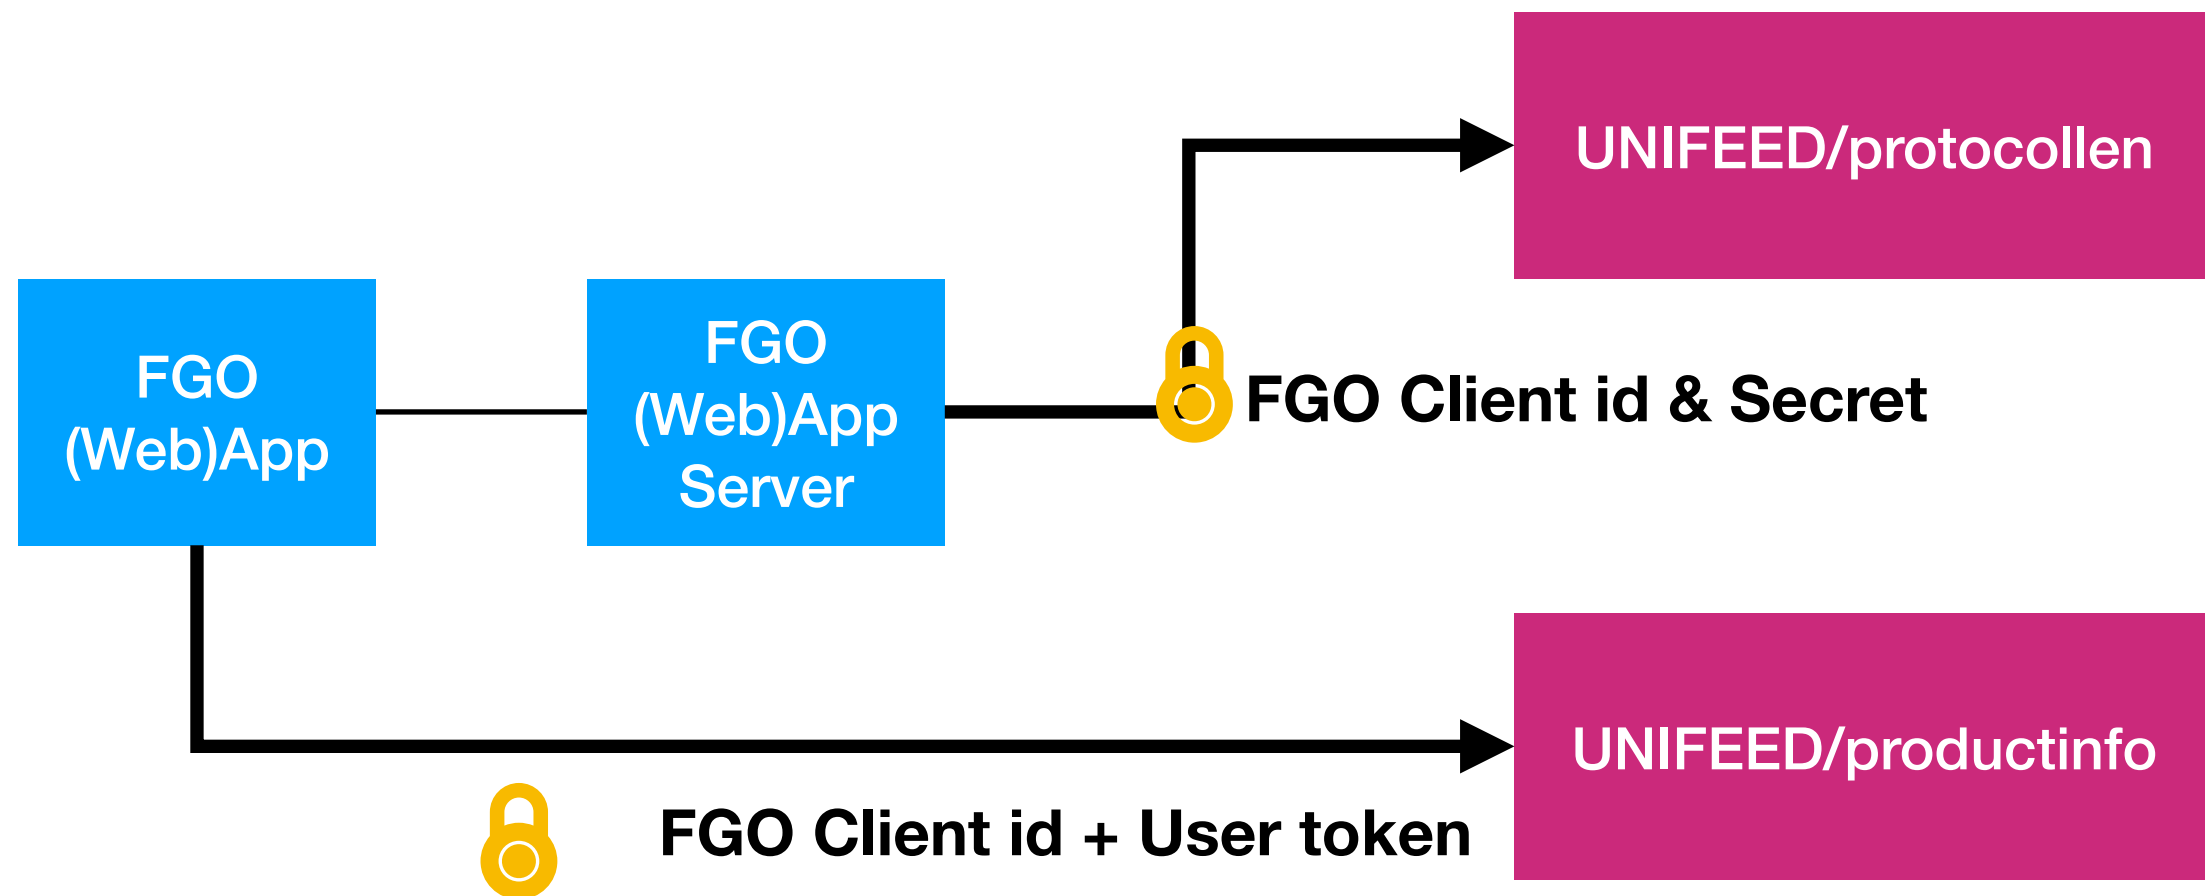 UNIFEED/protocollen
FGO
(Web)App
FGO
(Web)App
Server
FGO Client id & Secret
UNIFEED/productinfo
FGO Client id + User token